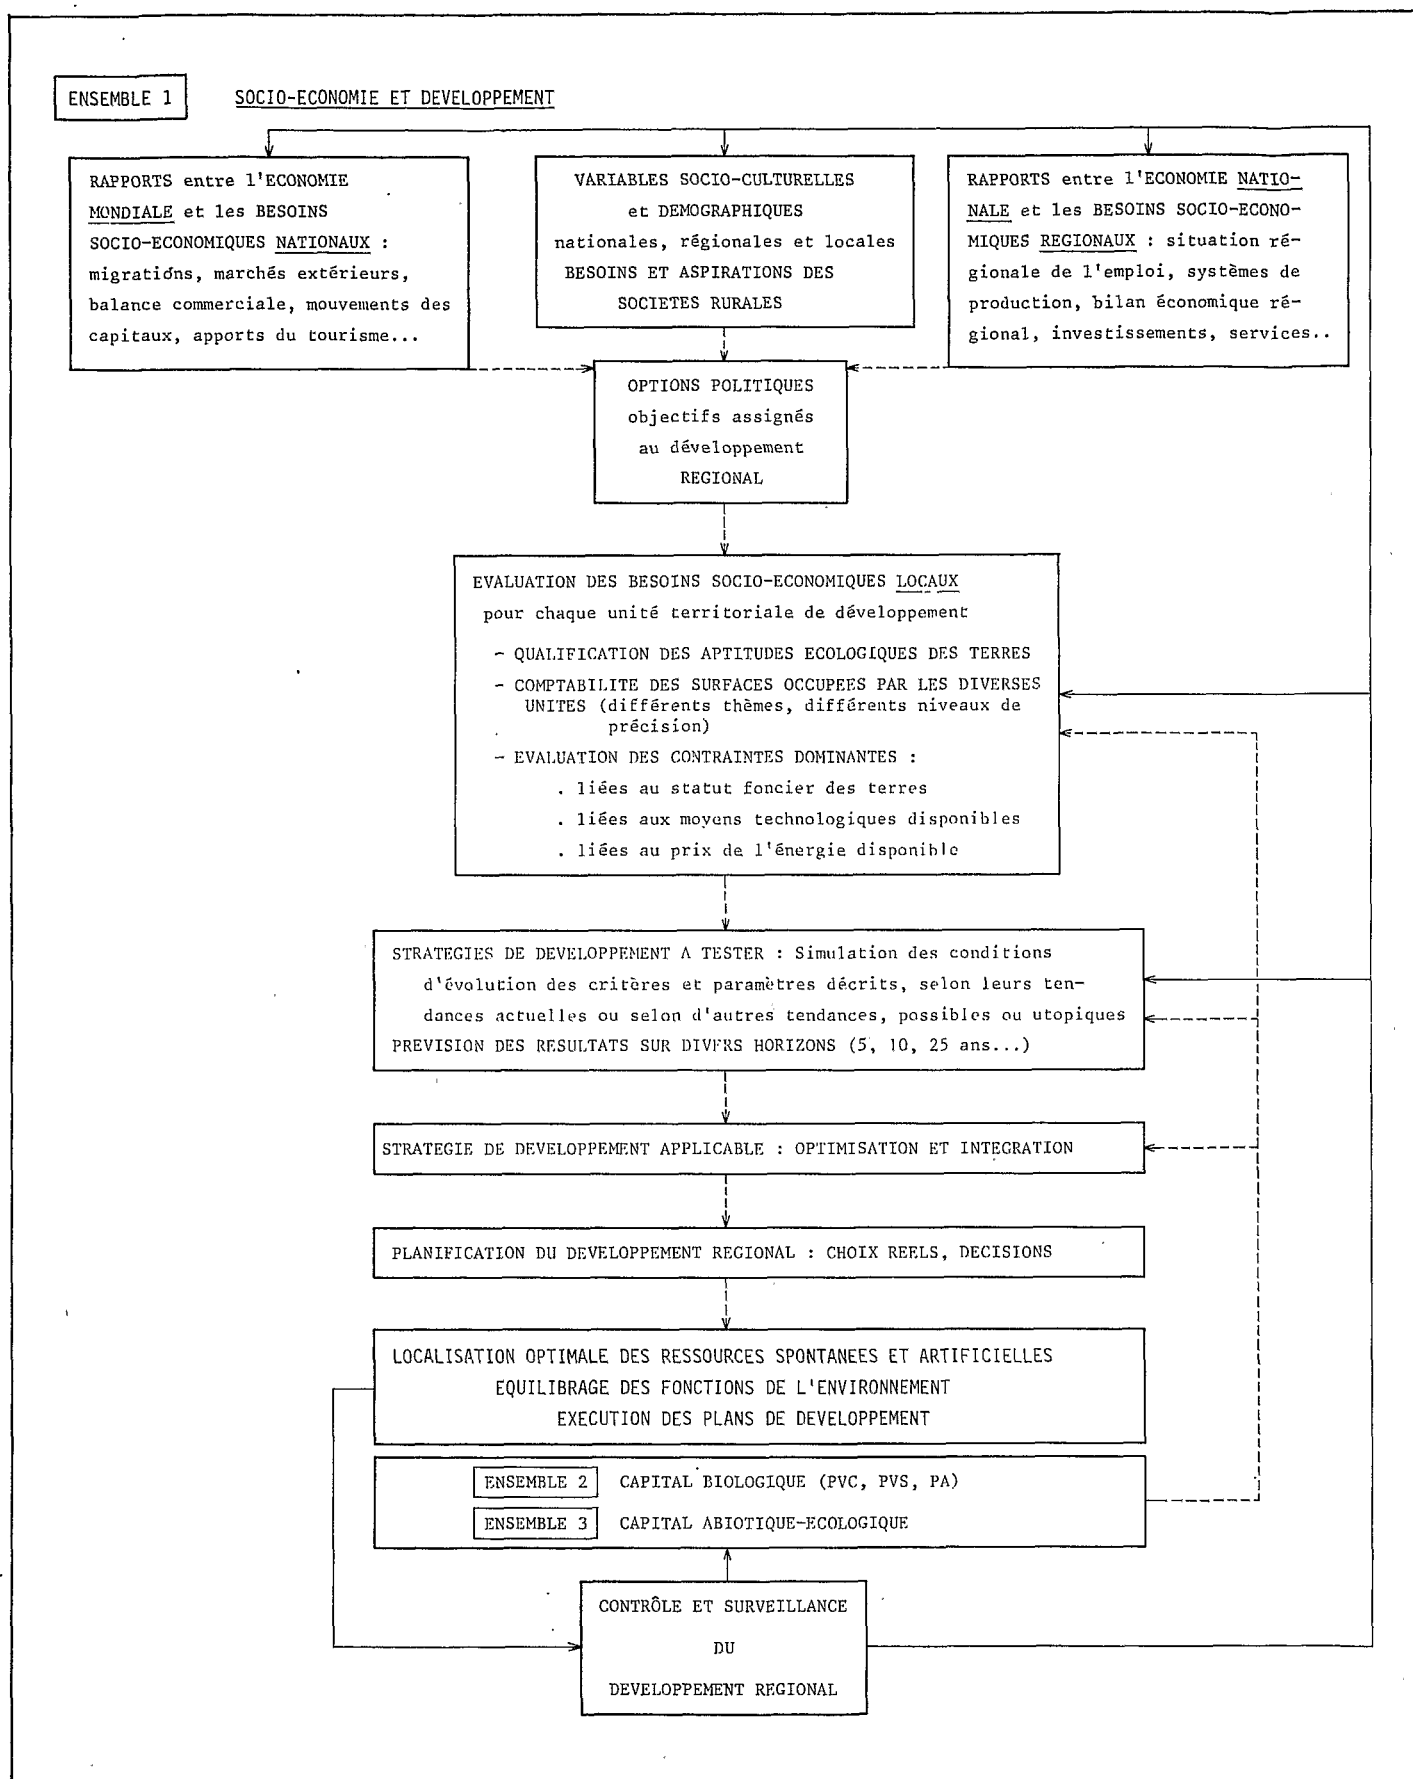 ENSEMBLE 1 SOCIO-ECONOMIE ET DEVELOPPEMENT
RAPPORTS entre l'ECONOMIE
MONDIALE et les BESOINS
SOCIO-ECONOMIQUES NATIONAUX :
migrations, marchés extérieurs,
balance commerciale, mouvements des
capitaux, apports du tourisme...
VARIABLES SOCIO-CULTURELLES
et DEMOGRAPHIQUES
nationales, régionales et locales
BESOINS ET ASPIRATIONS DES
SOCIETES RURALES
RAPPORTS entre l'ECONOMIE NATIO-
NALE et les BESOINS SOCIO-ECONO-
MIQUES REGIONAUX : situation ré-
gionale de l'emploi, systèmes de
production, bilan économique ré-
gional, investissements, services..
OPTIONS POLITIQUES
objectifs assignés
au développement
REGIONAL
EVALUATION DES BESOINS SOCIO-ECONOMIQUES LOCAUX
pour chaque unité territoriale de développement
- QUALIFICATION DES APTITUDES ECOLOGIQUES DES TERRES
- COMPTABILITE DES SURFACES OCCUPEES PAR LES DIVERSES
UNITES (différents thèmes, différents niveaux de
précision)
- EVALUATION DES CONTRAINTES DOMINANTES :
. liées au statut foncier des terres
. liées aux moyens technologiques disponibles
. liées au prix de l'énergie disponible
STRATEGIES DE DEVELOPPEMENT A TESTER : Simulation des conditions
d'évolution des critères et paramètres décrits, selon leurs ten-
dances actuelles ou selon d'autres tendances, possibles ou utopiques
PREVISION DES RESULTATS SUR DIVERS HORIZONS (5, 10, 25 ans...)
STRATEGIE DE DEVELOPPEMENT APPLICABLE : OPTIMISATION ET INTEGRATION
PLANIFICATION DU DEVELOPPEMENT REGIONAL : CHOIX REELS, DECISIONS
LOCALISATION OPTIMALE DES RESSOURCES SPONTANEES ET ARTIFICIELLES
EQUILIBRAGE DES FONCTIONS DE L'ENVIRONNEMENT
EXECUTION DES PLANS DE DEVELOPPEMENT
ENSEMBLE 2 CAPITAL BIOLOGIQUE (PVC, PVS, PA)
ENSEMBLE 3 CAPITAL ABIOTIQUE-ECOLOGIQUE
CONTRÔLE ET SURVEILLANCE
DU
DEVELOPPEMENT REGIONAL